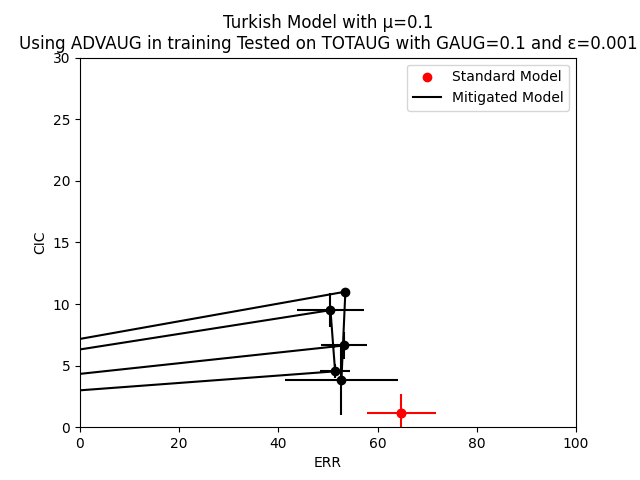 Turkish Model with μ=0.1
Using ADVAUG in training Tested on TOTAUG with GAUG=0.1 and ε=0.001
Standard Model
Mitigated Model
30
25
20
15
10
5
0
CIC
0 20 40 60 80 100
ERR